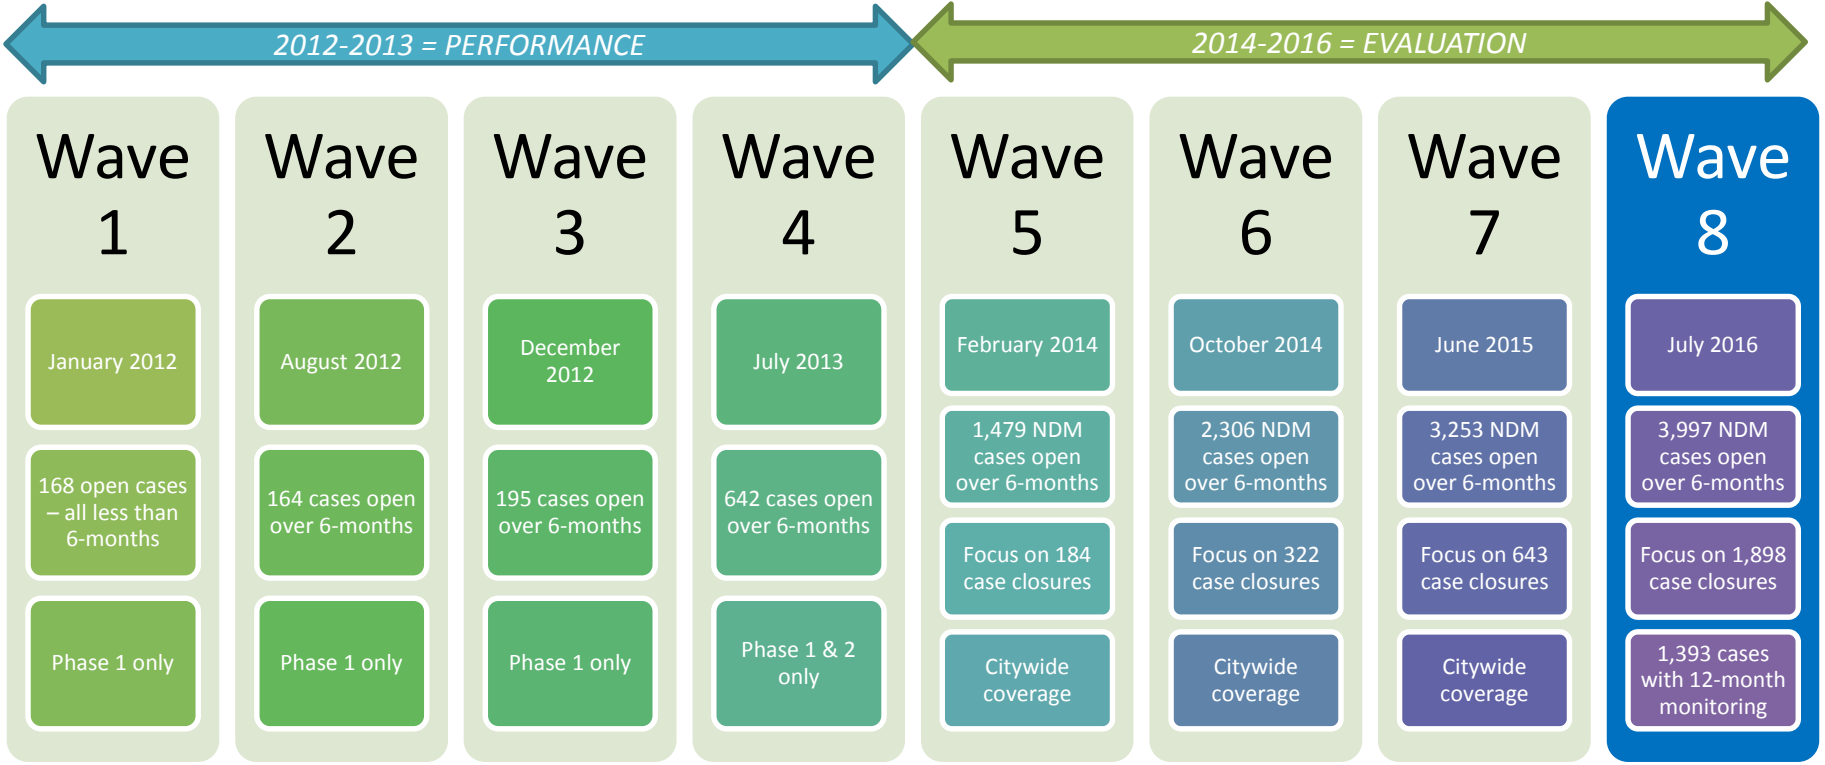 2012-2013 = PERFORMANCE
2014-2016 = EVALUATION
Wave
1
January 2012
168 open cases
– all less than
6-months
Phase 1 only
Wave
2
August 2012
164 cases open
over 6-months
Phase 1 only
Wave
3
December
2012
195 cases open
over 6-months
Phase 1 only
Wave
4
July 2013
642 cases open
over 6-months
Phase 1 & 2
only
Wave
5
February 2014
1,479 NDM
cases open
over 6-months
Focus on 184
case closures
Citywide
coverage
Wave
6
October 2014
2,306 NDM
cases open
over 6-months
Focus on 322
case closures
Citywide
coverage
Wave
7
June 2015
3,253 NDM
cases open
over 6-months
Focus on 643
case closures
Citywide
coverage
Wave
8
July 2016
3,997 NDM
cases open
over 6-months
Focus on 1,898
case closures
1,393 cases
with 12-month
monitoring